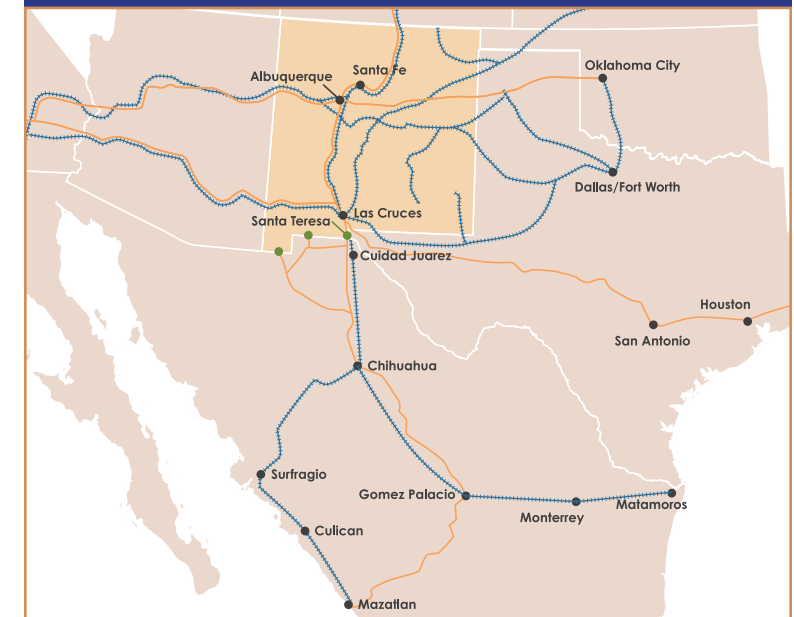 Oklahoma City
Santa Fe
Albuquerque
Dallas/Fort Worth
Las Cruces
Santa Teresa
Cuidad Juarez
Houston
San Antonio
Chihuahua
Surfragio
Gomez Palacio
Matamoros
Monterrey
Culican
Mazatlan